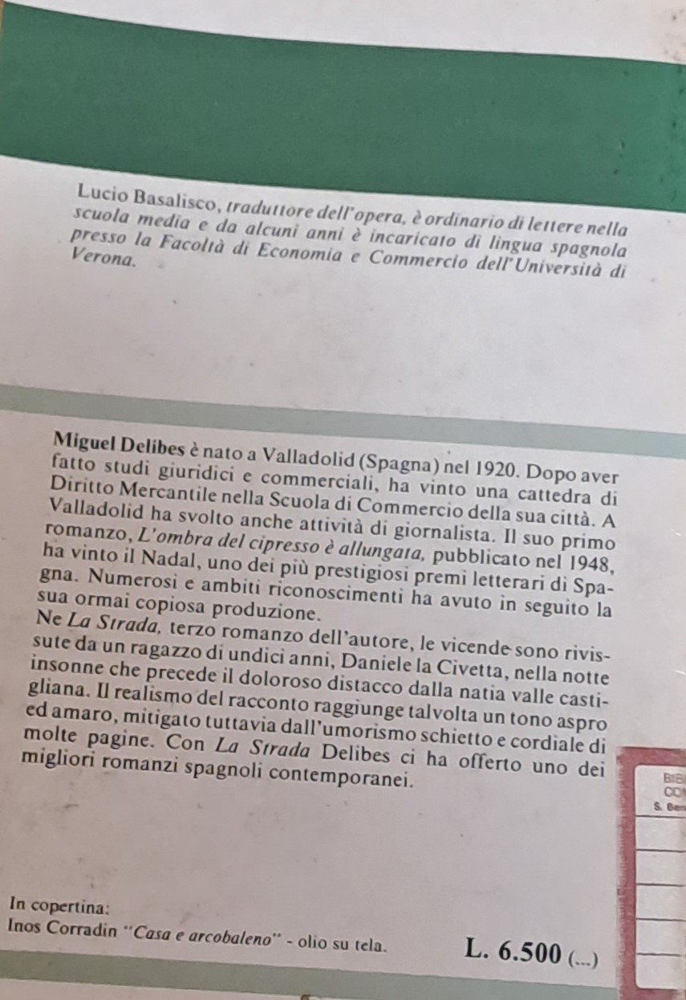 Lucio Basalisco, traduttore dell'opera, è ordinario di lettere nella
scuola media e da alcuni anni è incaricato di lingua spagnola
presso la Facoltà di Economia e Commercio dell'Università di
Verona.
Miguel Delibes è nato a Valladolid (Spagna) nel 1920. Dopo aver
fatto studi giuridici e commerciali, ha vinto una cattedra di
Diritto Mercantile nella Scuola di Commercio della sua città. A
Valladolid ha svolto anche attività di giornalista. Il suo primo
romanzo, L'ombra del cipresso è allungata, pubblicato nel 1948,
ha vinto il Nadal, uno dei più prestigiosi premi letterari di Spa-
gna. Numerosi e ambiti riconoscimenti ha avuto in seguito la
sua ormai copiosa produzione.
Ne La Strada, terzo romanzo dell'autore, le vicende sono rivis-
sute da un ragazzo di undici anni, Daniele la Civetta, nella notte
insonne che precede il doloroso distacco dalla natia valle casti-
gliana. Il realismo del racconto raggiunge talvolta un tono aspro
ed amaro, mitigato tuttavia dall'umorismo schietto e cordiale di
molte pagine. Con La Strada Delibes ci ha offerto uno dei
migliori romanzi spagnoli contemporanei.
In copertina:
Inos Corradin "Casa e arcobaleno" - olio su tela.
L. 6.500 (...)